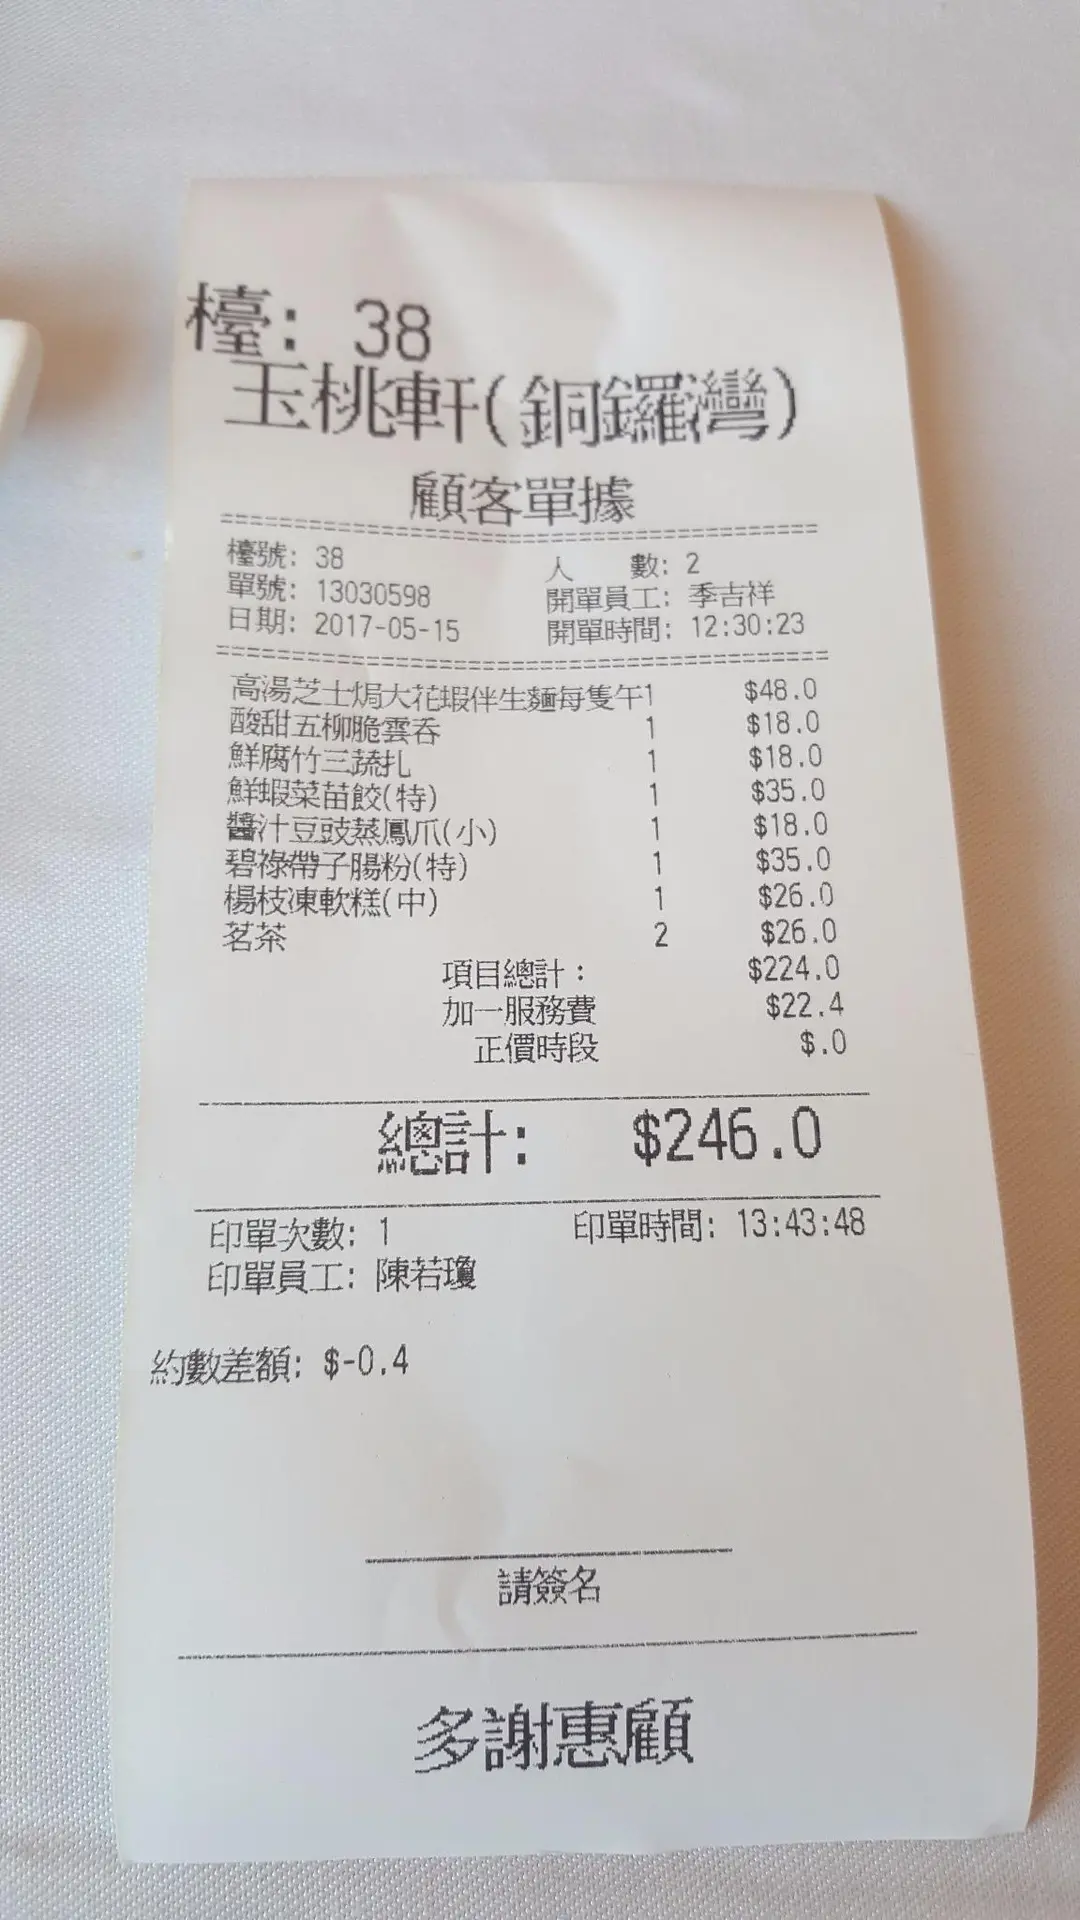 檯: 38
玉桃軒(銅鑼灣)
顧客單據
檯號: 38 人 數: 2
單號: 13030598 開單員工: 季吉祥
日期: 2017-05-15 開單時間: 12:30:23
高湯芝士焗大花蝦伴生麵每隻午1 $48.0
酸甜五柳脆雲吞 1 $18.0
鮮腐竹三蔬扎 1 $18.0
鮮蝦菜苗餃(特) 1 $35.0
醬汁豆豉蒸鳳爪(小) 1 $18.0
碧祿帶子腸粉(特) 1 $35.0
楊枝凍軟糕(中) 1 $26.0
茗茶 2 $26.0
項目總計: $224.0
加一服務費 $22.4
正價時段 $.0
總計: $246.0
印單次數: 1 印單時間: 13:43:48
印單員工: 陳若瓊
約數差額: $-0.4
請簽名
多謝惠顧